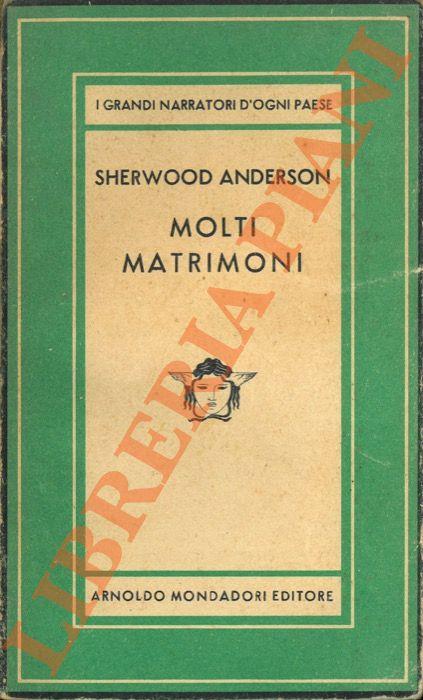 I GRANDI NARRATORI D'OGNI PAESE
SHERWOOD ANDERSON
MOLTI
MATRIMONI
ARNOLDO MONDADORI EDITORE
LIBRERIA PIANI